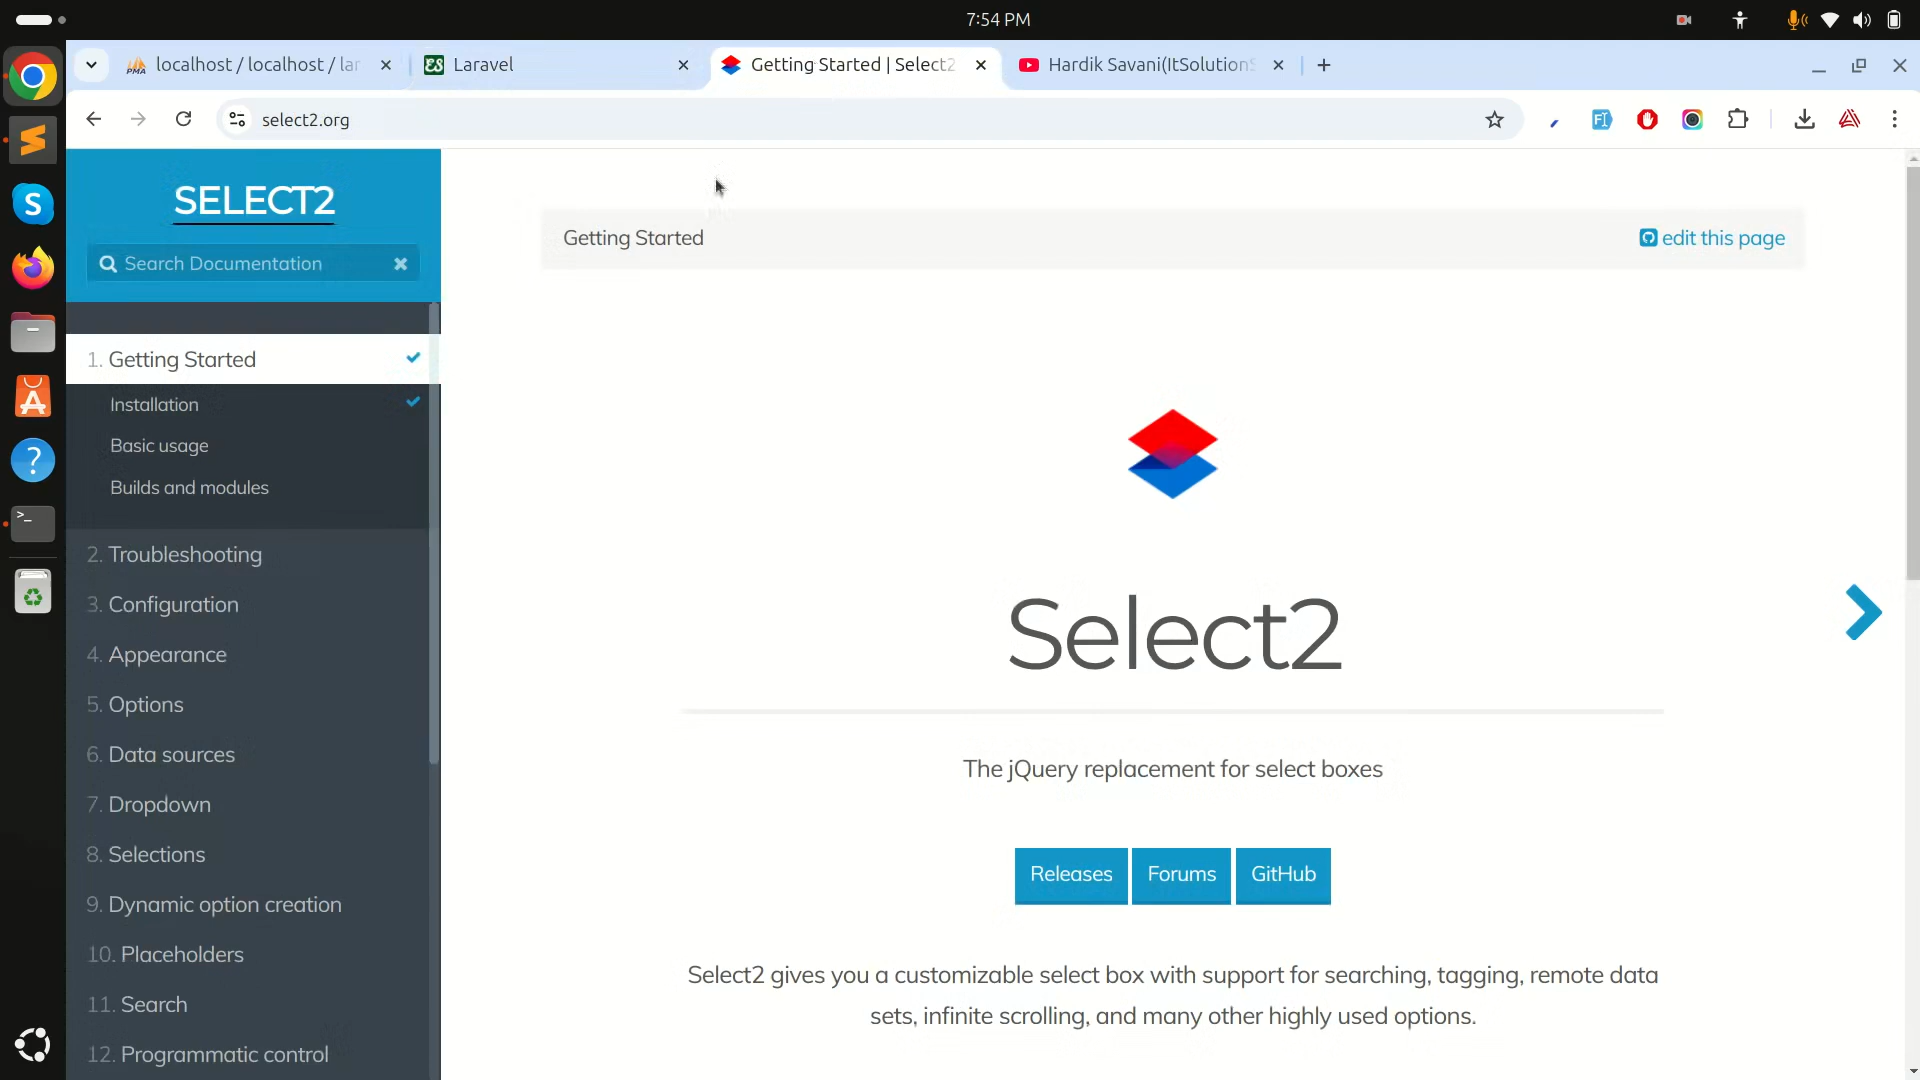 7:54 PM
localhost / localhost / lar
Laravel
Getting Started | Select2
Hardik Savani(ItSolutionS
select2.org
SELECT2
Search Documentation
Getting Started
edit this page
1. Getting Started
Installation
Basic usage
Builds and modules
2. Troubleshooting
3. Configuration
4. Appearance
5. Options
6. Data sources
7. Dropdown
8. Selections
9. Dynamic option creation
10. Placeholders
11. Search
12. Programmatic control
Select2
The jQuery replacement for select boxes
Releases
Forums
GitHub
Select2 gives you a customizable select box with support for searching, tagging, remote data
sets, infinite scrolling, and many other highly used options.